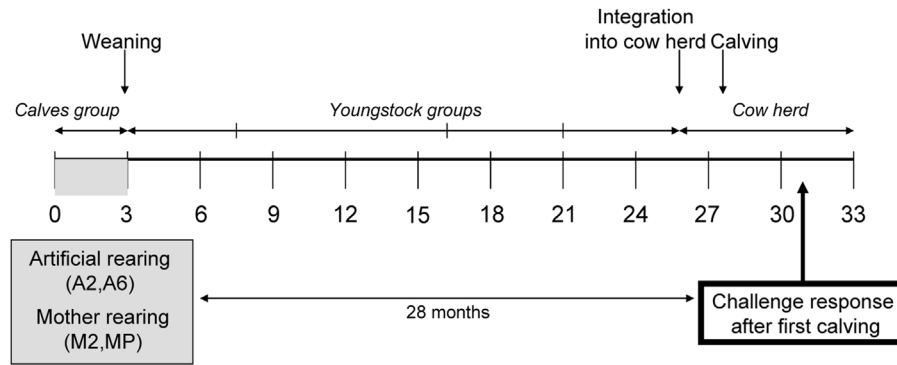 Integration
Weaning
into cow herd Calving
Calves group
Youngstock groups
Cow herd
0 3 6 9 12 15 18 21 24 27 30 33
Artificial rearing
(A2,A6)
Mother rearing
(M2,MP)
28 months
Challenge response
after first calving